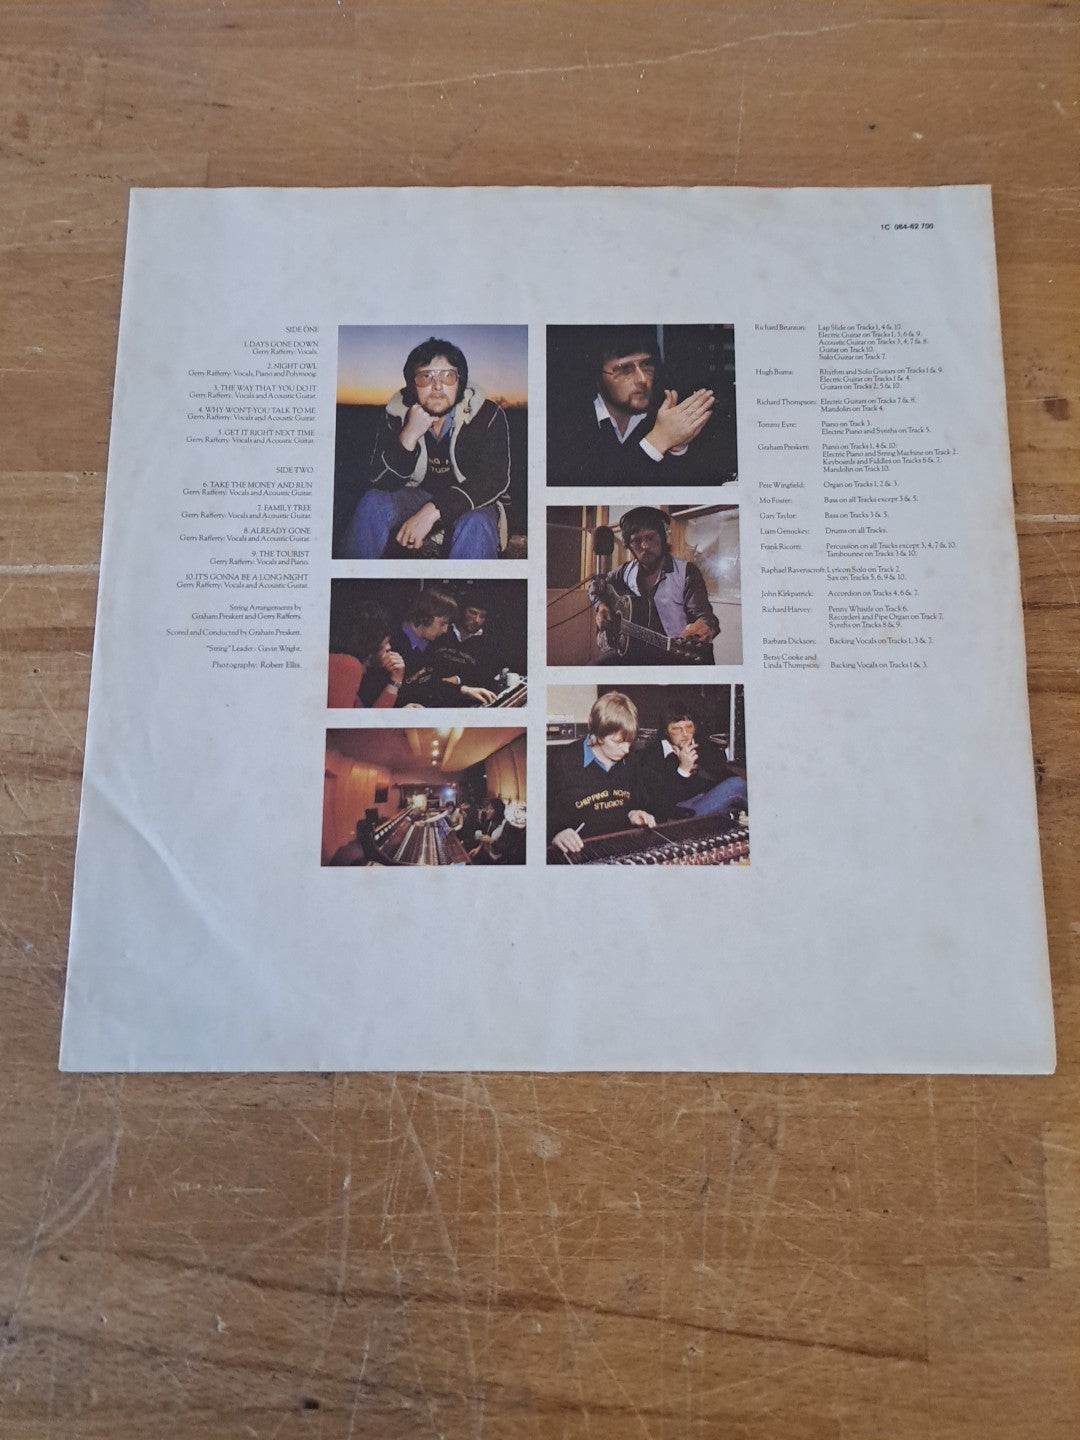 1C 064-62 709
SIDE ONE
1. DAYS GONE DOWN
Gerry Rafferty: Vocals.
2. NIGHT OWL
Gerry Rafferty: Vocals, Piano and Polymoog.
3. THE WAY THAT YOU DO IT
Gerry Rafferty: Vocals and Acoustic Guitar.
4. WHY WON'T YOU TALK TO ME
Gerry Rafferty: Vocals and Acoustic Guitar.
5. GET IT RIGHT NEXT TIME
Gerry Rafferty: Vocals and Acoustic Guitar.
SIDE TWO
6. TAKE THE MONEY AND RUN
Gerry Rafferty: Vocals and Acoustic Guitar.
7. FAMILY TREE
Gerry Rafferty: Vocals and Acoustic Guitar.
8. ALREADY GONE
Gerry Rafferty: Vocals and Acoustic Guitar.
9. THE TOURIST
Gerry Rafferty: Vocals and Piano.
10. IT'S GONNA BE A LONG NIGHT
Gerry Rafferty: Vocals and Acoustic Guitar.
String Arrangements by
Graham Preskett and Gerry Rafferty.
Scored and Conducted by Graham Preskett.
"String" Leader: Gavin Wright.
Photography: Robert Ellis.
CHIPPING NORTON
STUDIOS
Richard Brunton: Lap Slide on Tracks 1, 4 & 10.
Electric Guitar on Tracks 1, 5, 6 & 9.
Acoustic Guitar on Tracks 3, 4, 7 & 8.
Guitar on Track 10.
Solo Guitar on Track 7.
Hugh Burns: Rhythm and Solo Guitars on Tracks 1 & 9.
Electric Guitar on Tracks 1 & 4.
Guitars on Tracks 2, 5 & 10.
Richard Thompson: Electric Guitars on Tracks 7 & 8.
Mandolin on Track 4.
Tommy Eyre: Piano on Track 3.
Electric Piano and Synths on Track 5.
Graham Preskett: Piano on Tracks 1, 4 & 10.
Electric Piano and String Machine on Track 2.
Keyboards and Fiddles on Tracks 6 & 7.
Mandolin on Track 10.
Pete Wingfield: Organ on Tracks 1, 2 & 3.
Mo Foster: Bass on all Tracks except 3 & 5.
Gary Taylor: Bass on Tracks 3 & 5.
Liam Genockey: Drums on all Tracks.
Frank Ricotti: Percussion on all Tracks except 3, 4, 7 & 10.
Tambourine on Tracks 3 & 10.
Raphael Ravenscroft: Lyricon Solo on Track 2.
Sax on Tracks 5, 6, 9 & 10.
John Kirkpatrick: Accordion on Tracks 4, 6 & 7.
Richard Harvey: Penny Whistle on Track 6.
Recorders and Pipe Organ on Track 7.
Synths on Tracks 8 & 9.
Barbara Dickson: Backing Vocals on Tracks 1, 3 & 7.
Betsy Cooke and
Linda Thompson: Backing Vocals on Tracks 1 & 3.